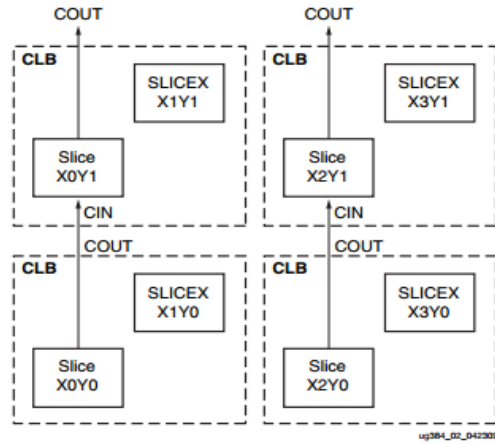 COUT COUT
CLB CLB
SLICEX
X1Y1
SLICEX
X3Y1
Slice
X0Y1
Slice
X2Y1
CIN CIN
COUT COUT
CLB CLB
SLICEX
X1Y0
SLICEX
X3Y0
Slice
X0Y0
Slice
X2Y0